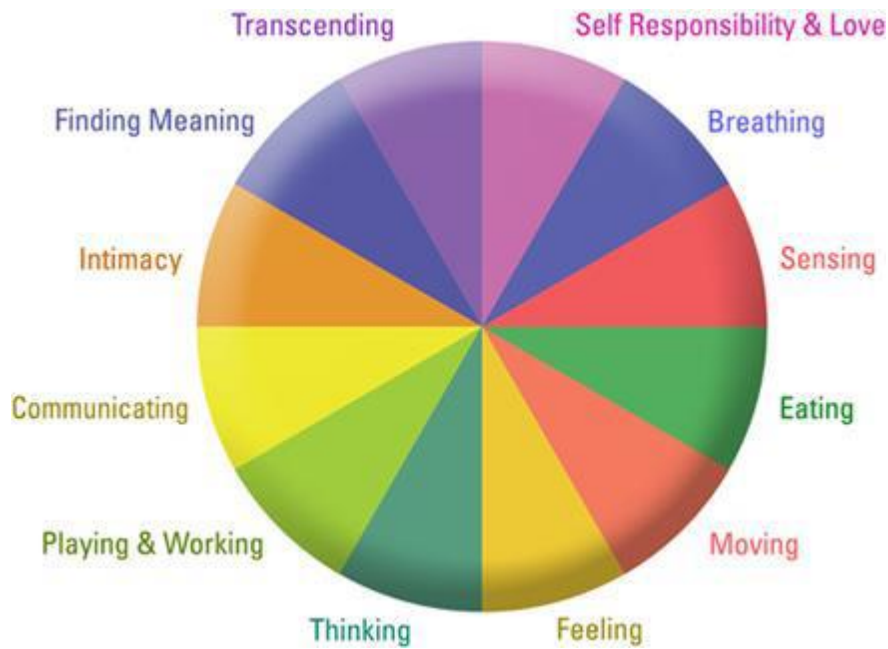 Transcending
Self Responsibility & Love
Finding Meaning
Breathing
Intimacy
Sensing
Communicating
Eating
Playing & Working
Moving
Thinking
Feeling